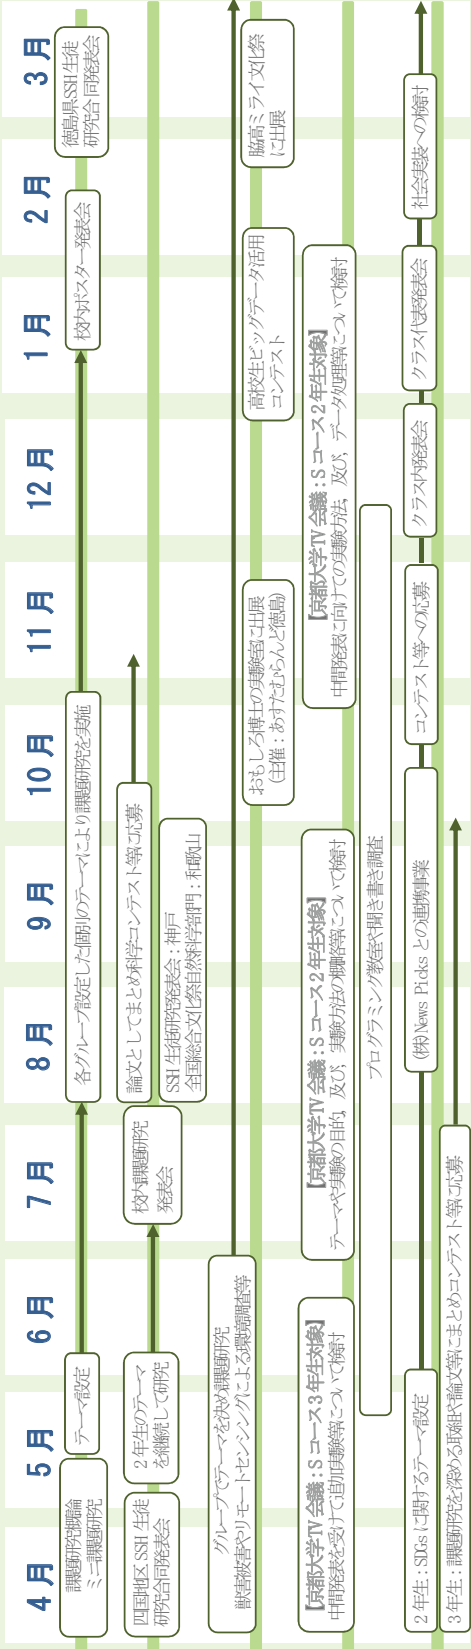 4月
5月
6月
7月
8月
9月
10月
11月
12月
1月
2月
3月
課題研究概論
ミニ課題研究
テーマ設定
各グループ設定した個別のテーマにより課題研究を実施
校内ポスター発表会
徳島県SSH生徒
研究合同発表会
四国地区SSH生徒
研究合同発表会
2年生のテーマ
を継続して研究
校内課題研究
発表会
論文としてまとめ科学コンテスト等に応募
SSH生徒研究発表会：神戸
全国総合文化祭自然科学部門：和歌山
グループでテーマを決め課題研究
獣害被害やリモートセンシングによる環境調査等
おもしろ博士の実験室に出展
(主催：あすたむらんど徳島)
高校生ビッグデータ活用
コンテスト
脇高ミライ文化祭
に出展
【京都大学TV会議：Sコース3年生対象】
中間発表を受けて追加実験等について検討
【京都大学TV会議：Sコース2年生対象】
テーマや実験の目的，及び，実験方法の概略等について検討
【京都大学TV会議：Sコース2年生対象】
中間発表に向けての実験方法，及び，データ処理等について検討
プログラミング教室や聞き書き調査
2年生：SDGsに関するテーマ設定
(株)News Picksとの連携事業
コンテスト等への応募
クラス内発表会
クラス代表発表会
社会実装への検討
3年生：課題研究を深める取組や論文等にまとめコンテスト等に応募